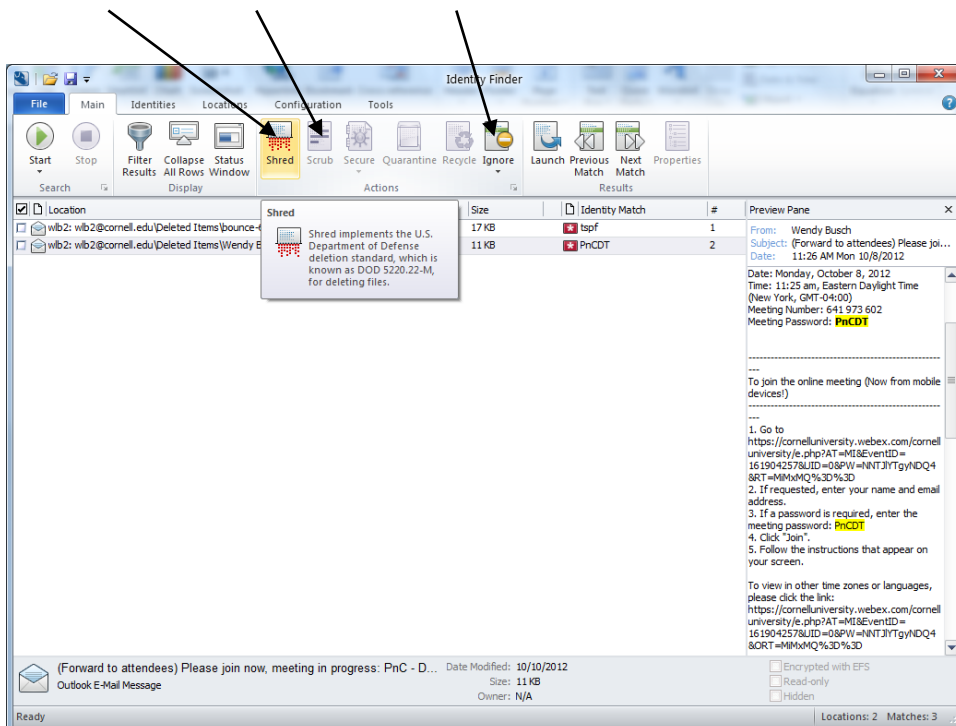 Identity Finder
File Main Identities Locations Configuration Tools
Start Stop Filter Results Collapse All Rows Status Window Shred Scrub Secure Quarantine Recycle Ignore Launch Previous Match Next Match Properties
Search Display Actions Results
Location Size Identity Match # Preview Pane
wlb2: wlb2@cornell.edu\Deleted Items\bounce-6 17 KB tspf 1
wlb2: wlb2@cornell.edu\Deleted Items\Wendy B 11 KB PnCDT 2
Shred
Shred implements the U.S.
Department of Defense
deletion standard, which is
known as DOD 5220.22-M,
for deleting files.
From: Wendy Busch
Subject: (Forward to attendees) Please joi...
Date: 11:26 AM Mon 10/8/2012
Date: Monday, October 8, 2012
Time: 11:25 am, Eastern Daylight Time
(New York, GMT-04:00)
Meeting Number: 641 973 602
Meeting Password: PnCDT
-------------------------------------------------------
---
To join the online meeting (Now from mobile
devices!)
-------------------------------------------------------
---
1. Go to
https://cornelluniversity.webex.com/cornell
university/e.php?AT=MI&EventID=
161904257&UID=0&PW=NNTJlYTgyNDQ4
&RT=MiMxMQ%3D%3D
2. If requested, enter your name and email
address.
3. If a password is required, enter the
meeting password: PnCDT
4. Click "Join".
5. Follow the instructions that appear on
your screen.
To view in other time zones or languages,
please click the link:
https://cornelluniversity.webex.com/cornell
university/e.php?AT=MI&EventID=
161904257&UID=0&PW=NNTJlYTgyNDQ4
&ORT=MiMxMQ%3D%3D
(Forward to attendees) Please join now, meeting in progress: PnC - D... Date Modified: 10/10/2012 Encrypted with EFS
Outlook E-Mail Message Size: 11 KB Read-only
Owner: N/A Hidden
Ready Locations: 2 Matches: 3